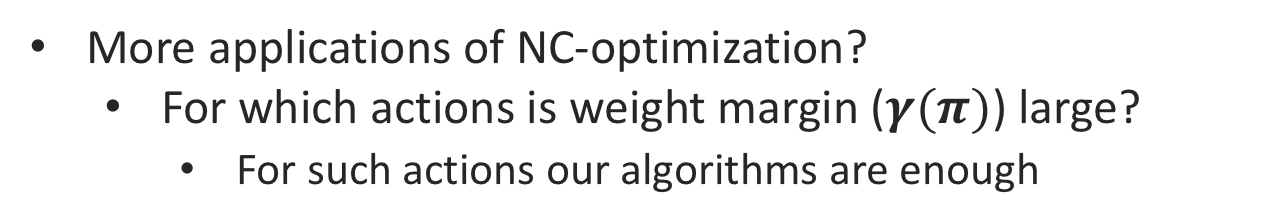 • More applications of NC-optimization?
• For which actions is weight margin (γ(π)) large?
• For such actions our algorithms are enough